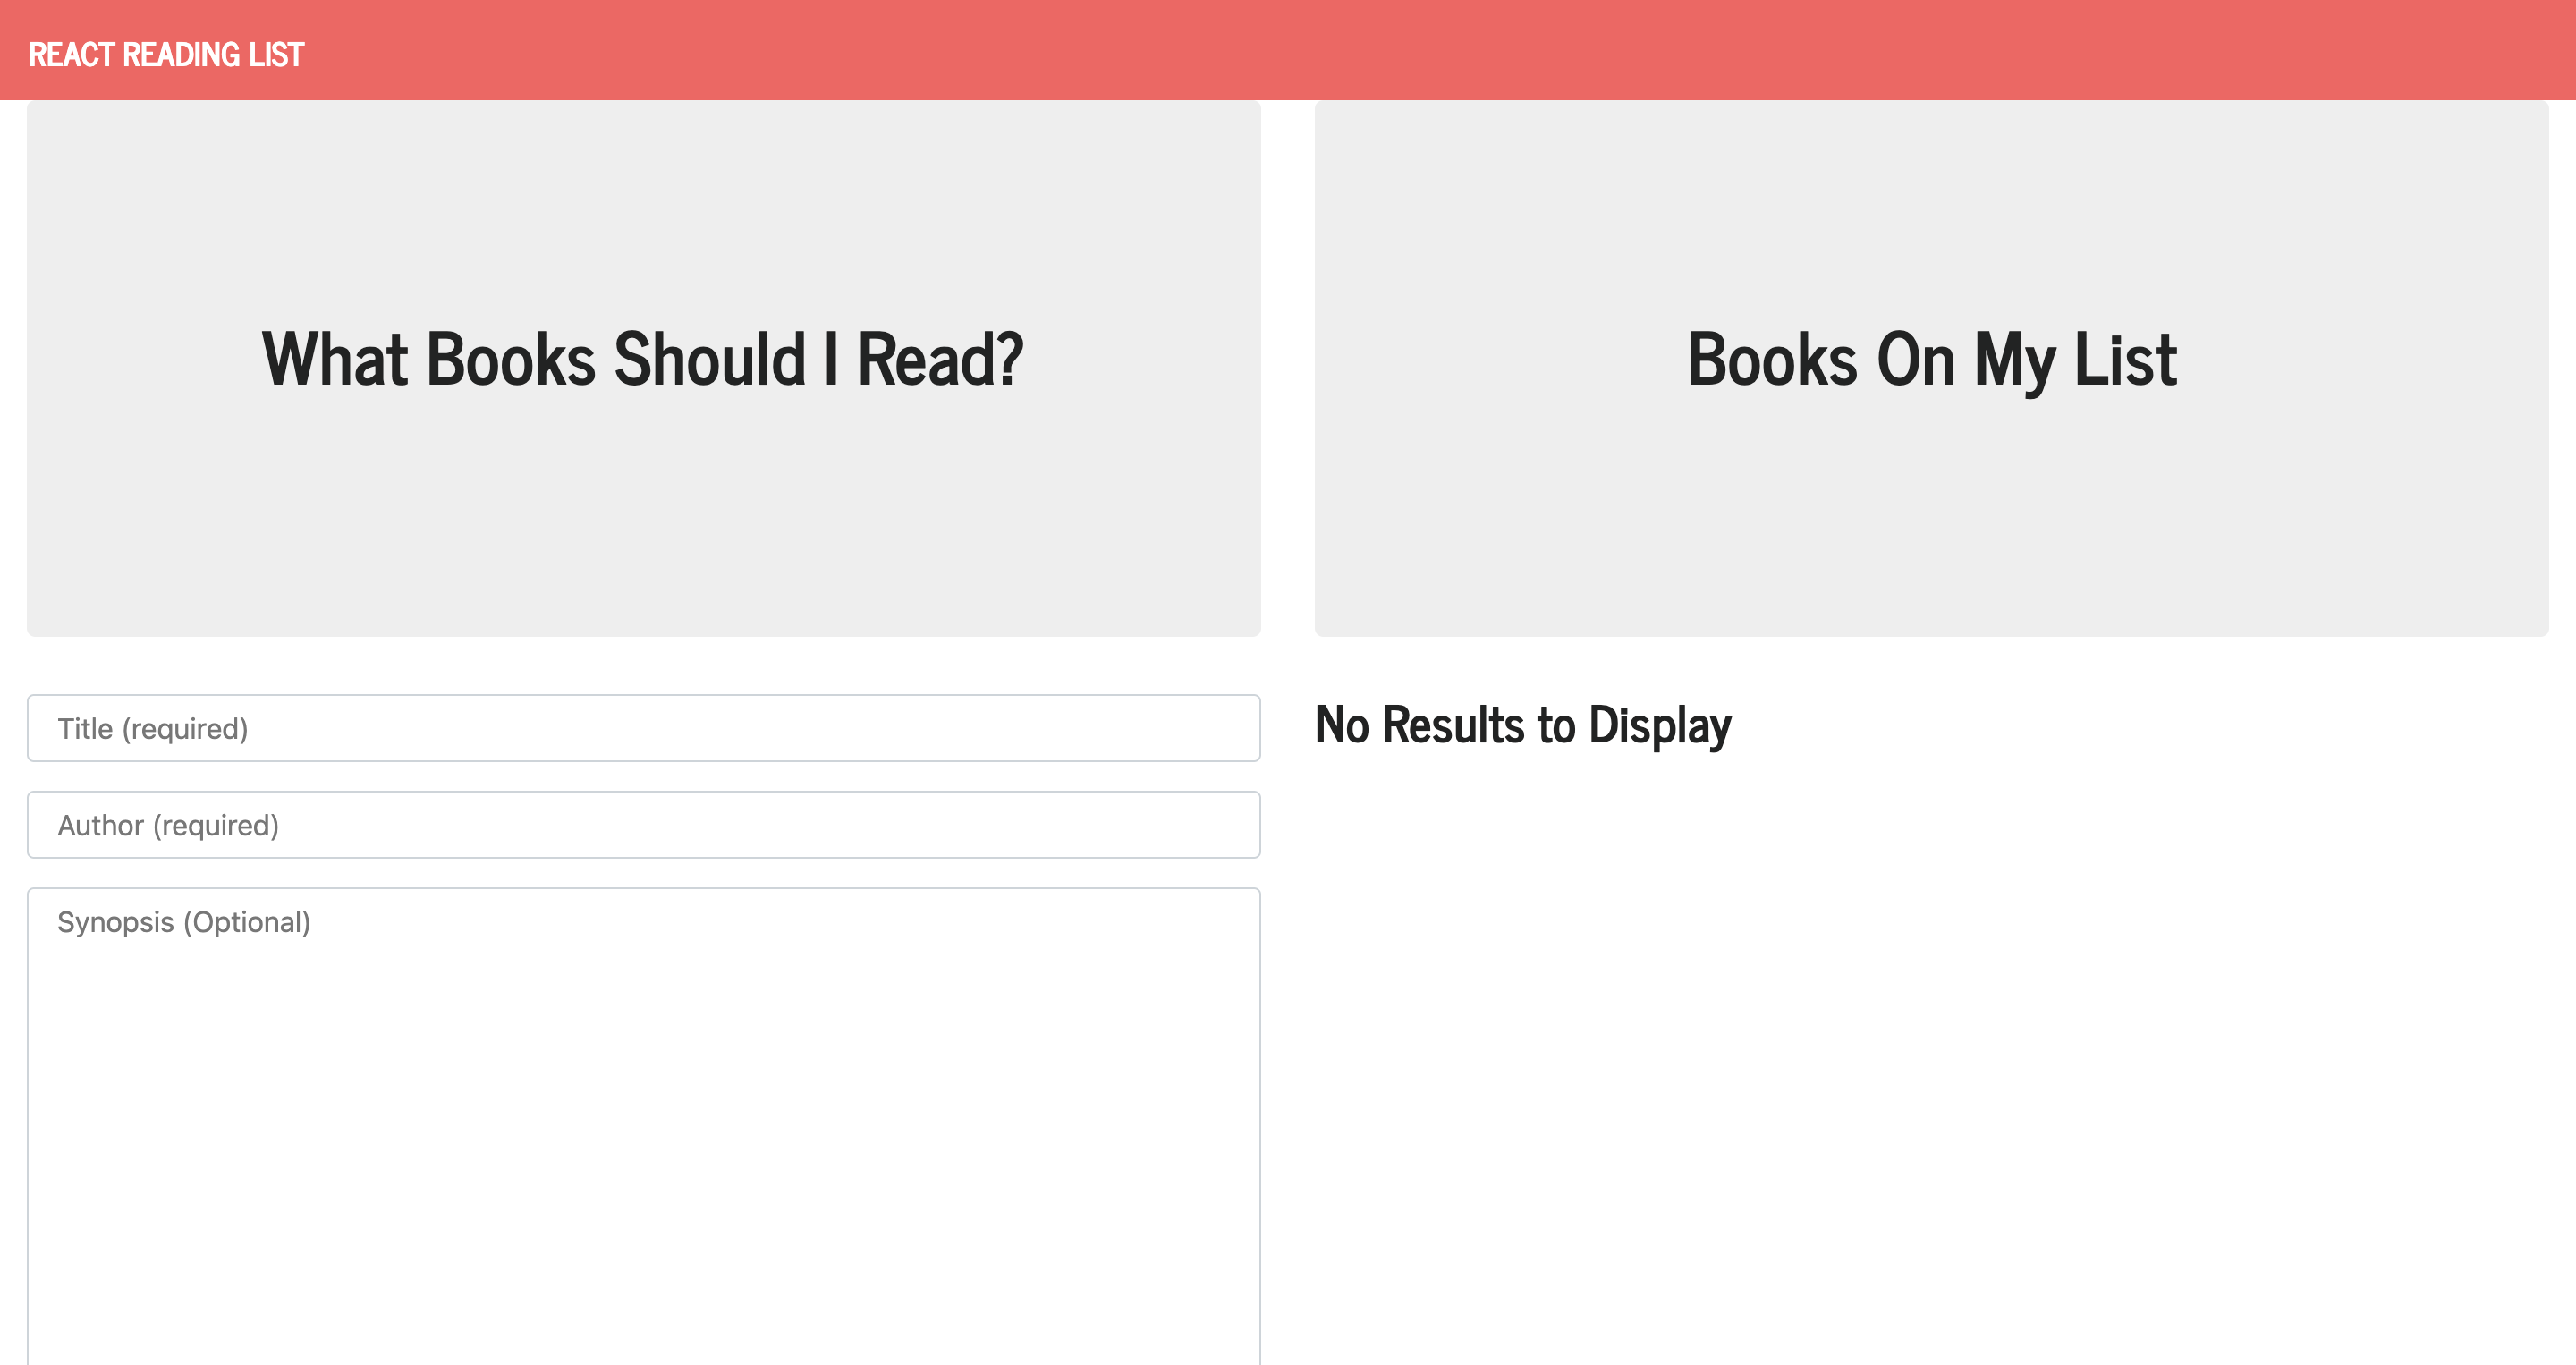 REACT READING LIST
What Books Should I Read?
Books On My List
Title (required)
Author (required)
Synopsis (Optional)
No Results to Display